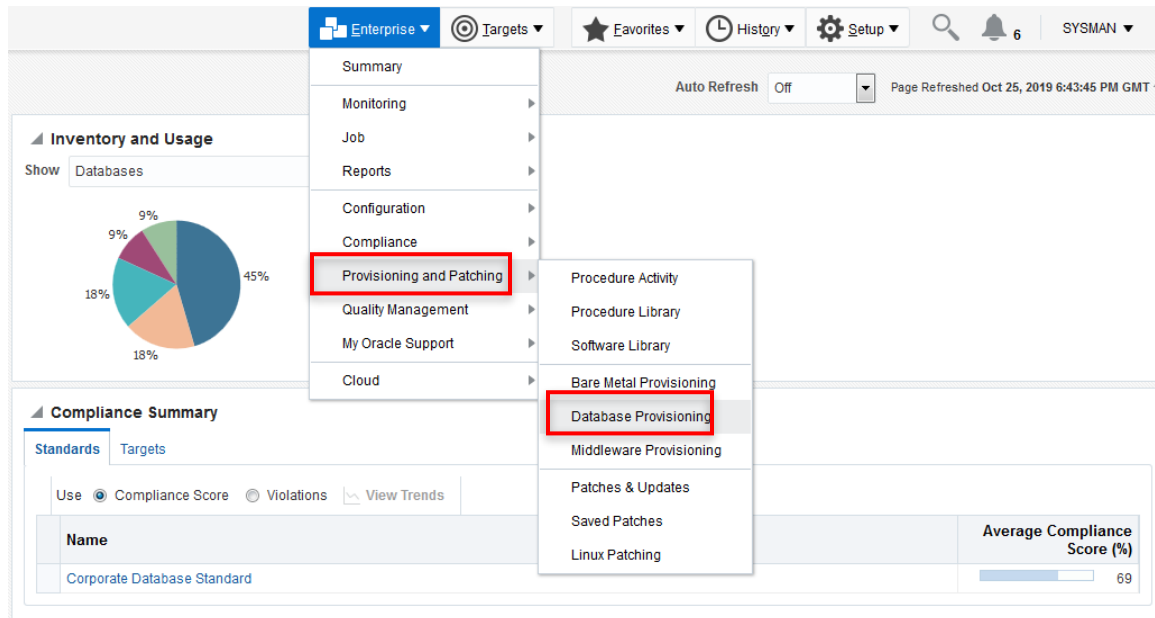 Enterprise ▼ Targets ▼ Favorites ▼ History ▼ Setup ▼ 6 SYSMAN ▼
Auto Refresh Off Page Refreshed Oct 25, 2019 6:43:45 PM GMT
Summary
Monitoring
Job
Reports
Configuration
Compliance
Provisioning and Patching
Quality Management
My Oracle Support
Cloud
Procedure Activity
Procedure Library
Software Library
Bare Metal Provisioning
Database Provisioning
Middleware Provisioning
Patches & Updates
Saved Patches
Linux Patching
Inventory and Usage
Show Databases
9%
9%
45%
18%
18%
Compliance Summary
Standards Targets
Use Compliance Score Violations View Trends
Name Average Compliance
Score (%)
Corporate Database Standard 69